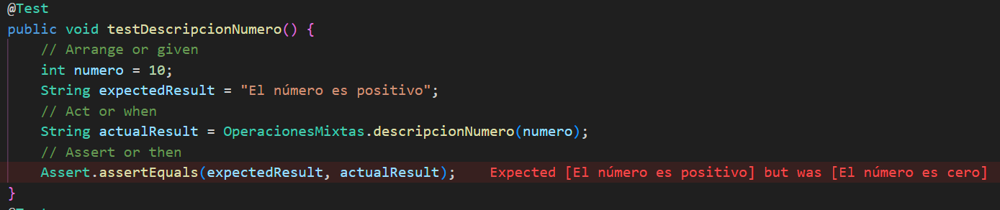 @Test
public void testDescripcionNumero() {
// Arrange or given
int numero = 10;
String expectedResult = "El número es positivo";
// Act or when
String actualResult = OperacionesMixtas.descripcionNumero(numero);
// Assert or then
Assert.assertEquals(expectedResult, actualResult); Expected [El número es positivo] but was [El número es cero]
}